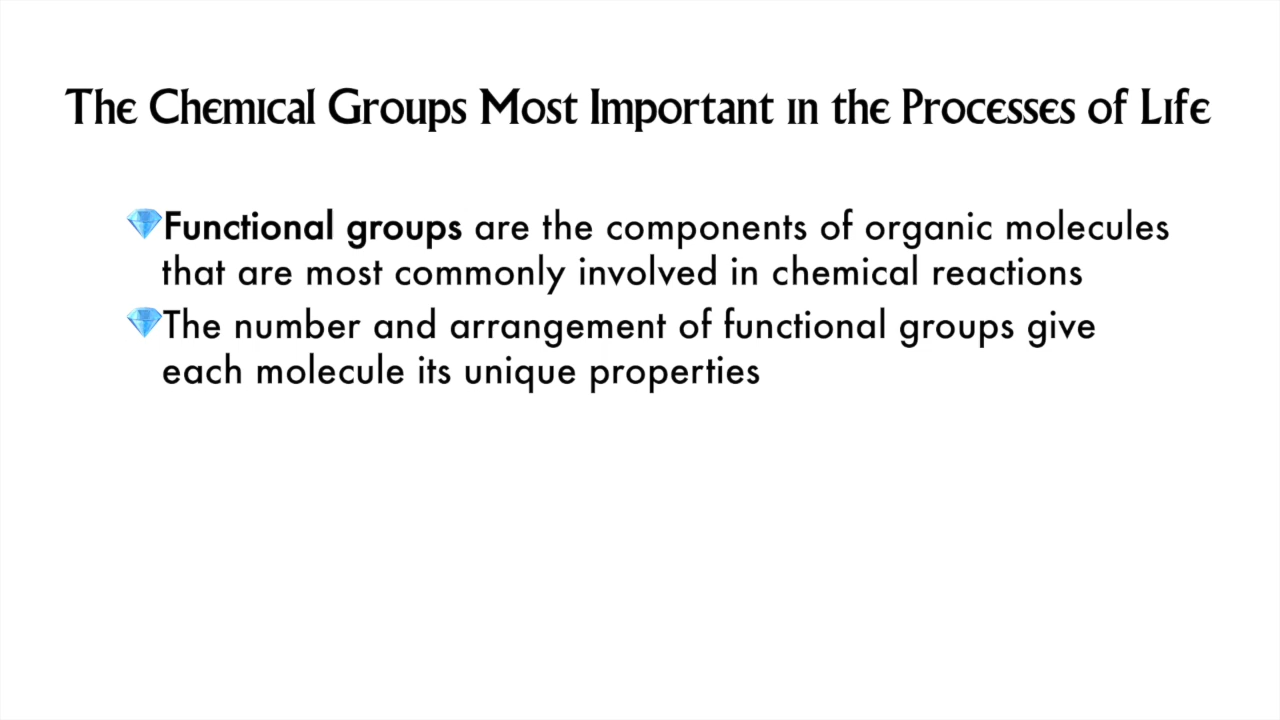 The Chemical Groups Most Important in the Processes of Life
💎Functional groups are the components of organic molecules
that are most commonly involved in chemical reactions
💎The number and arrangement of functional groups give
each molecule its unique properties